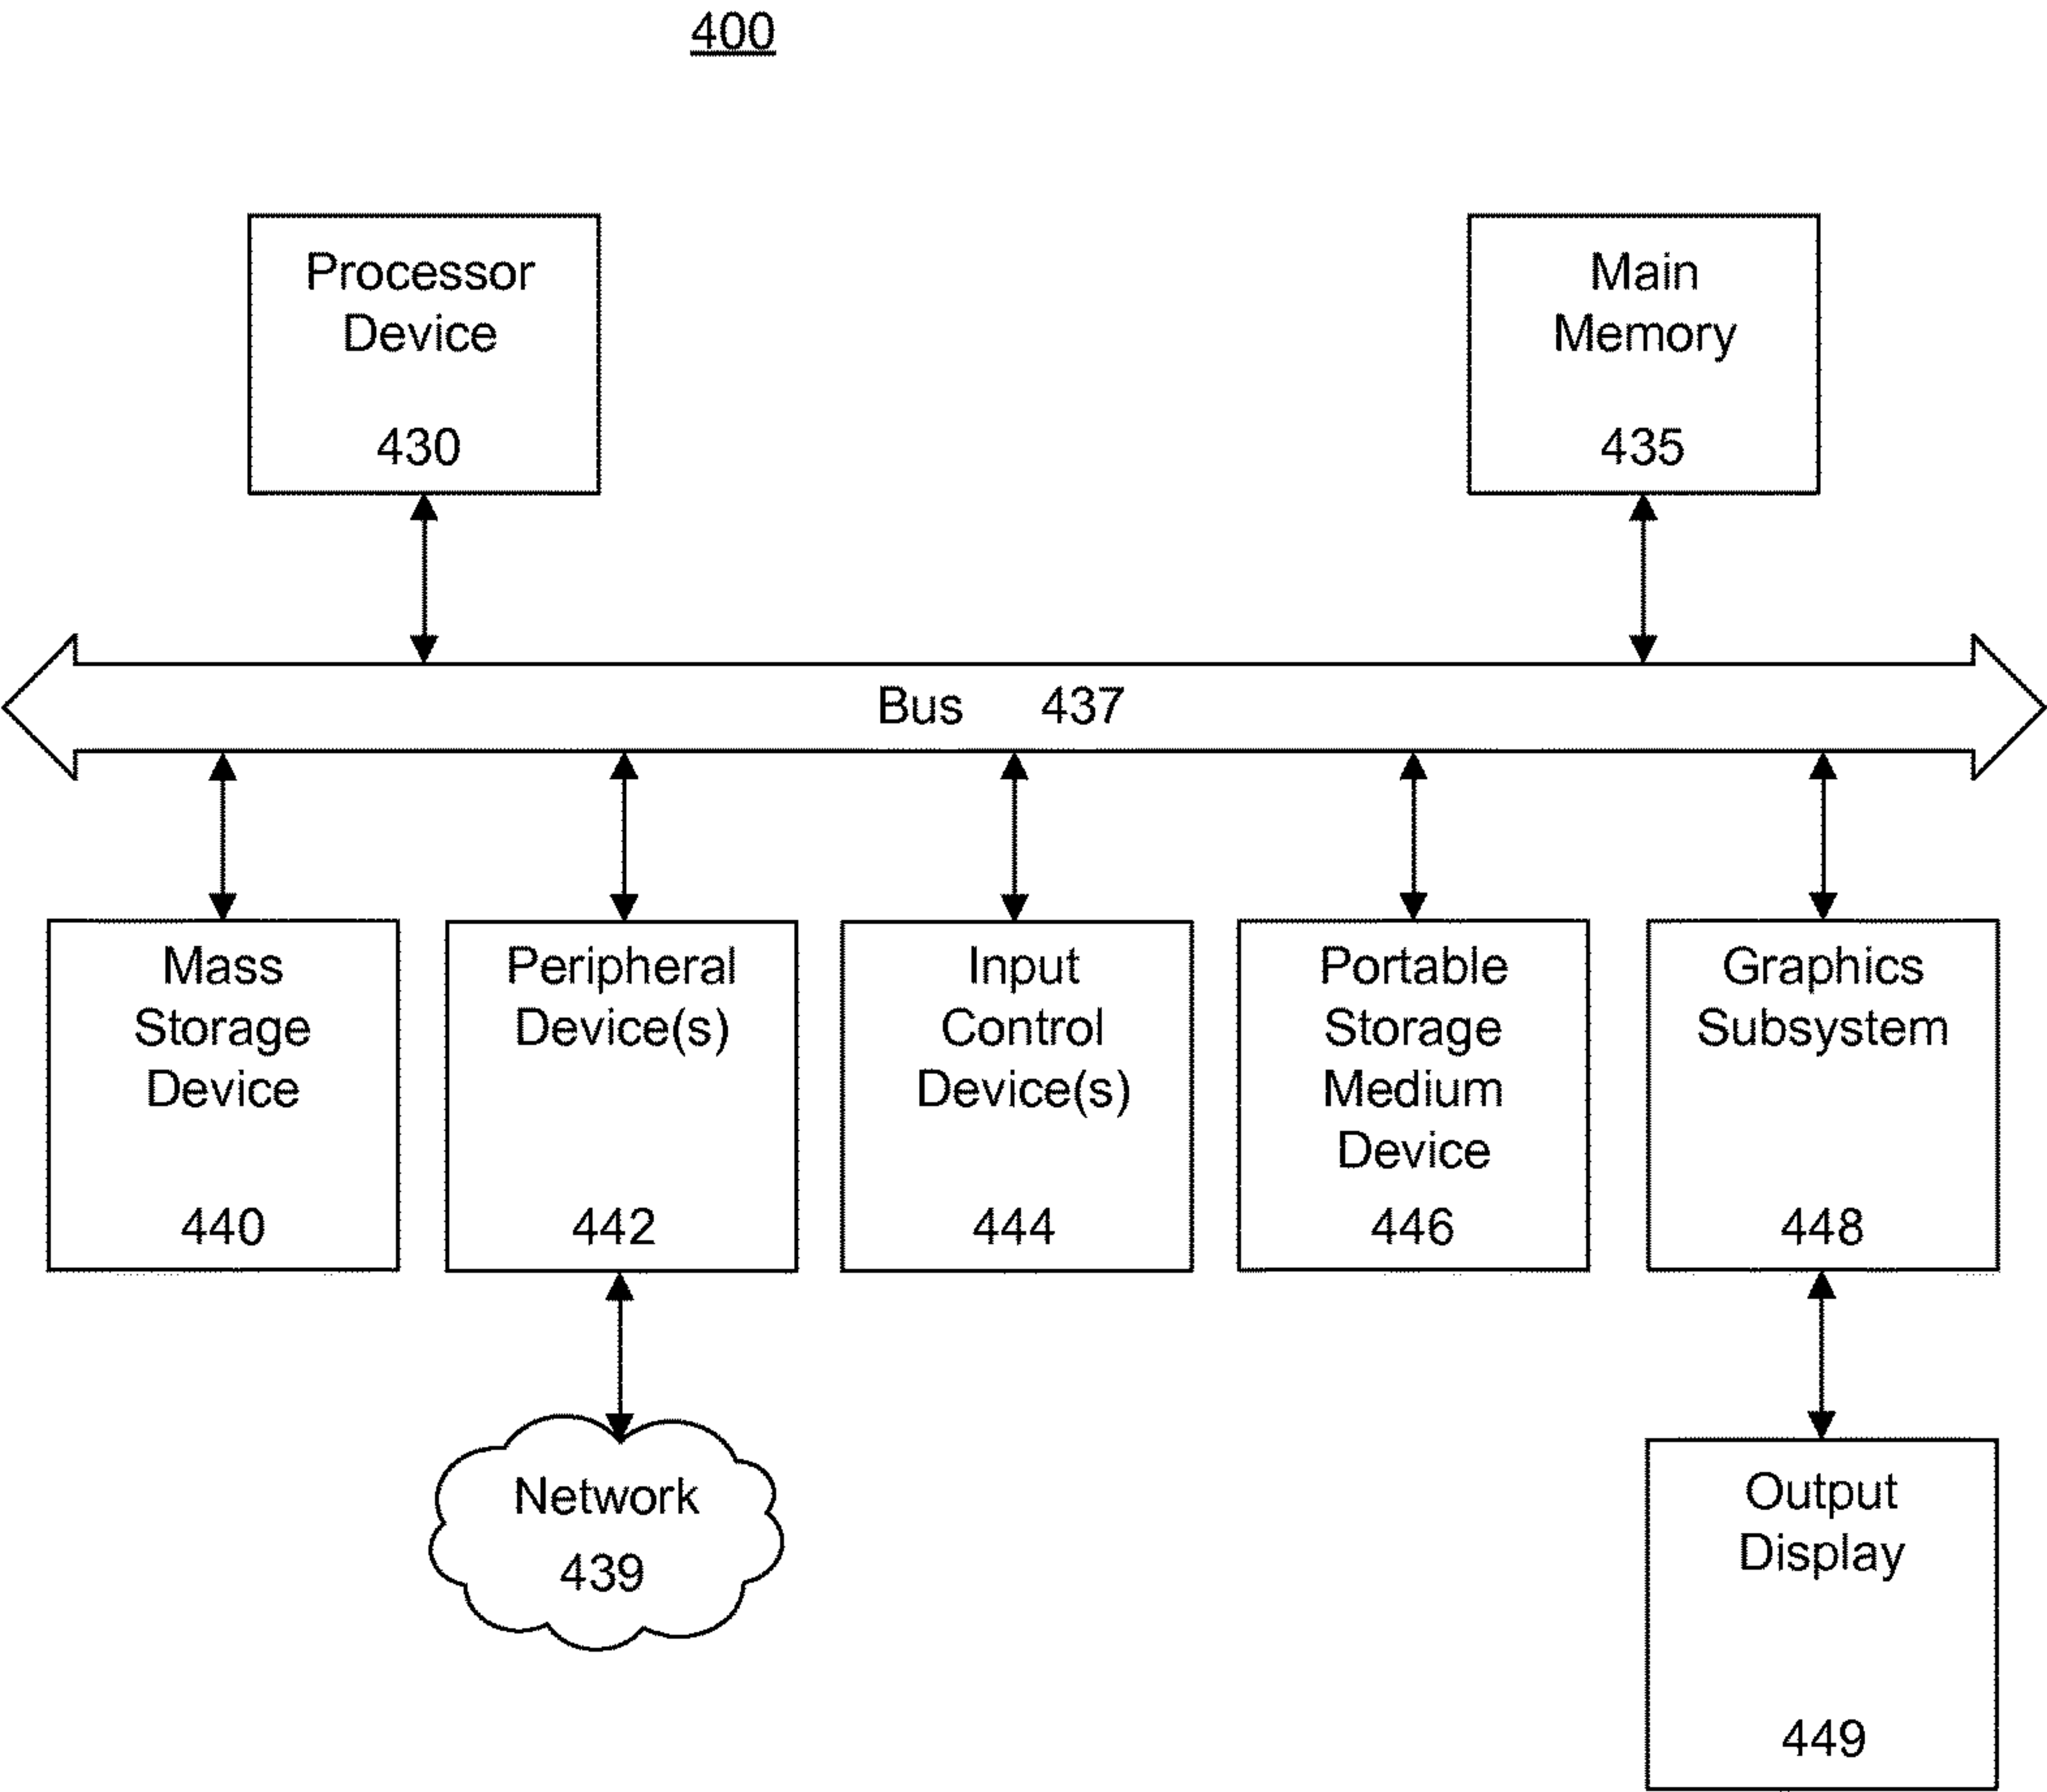 400
Processor
Device
430
Main
Memory
435
Bus 437
Mass
Storage
Device
440
Peripheral
Device(s)
442
Input
Control
Device(s)
444
Portable
Storage
Medium
Device
446
Graphics
Subsystem
448
Network
439
Output
Display
449